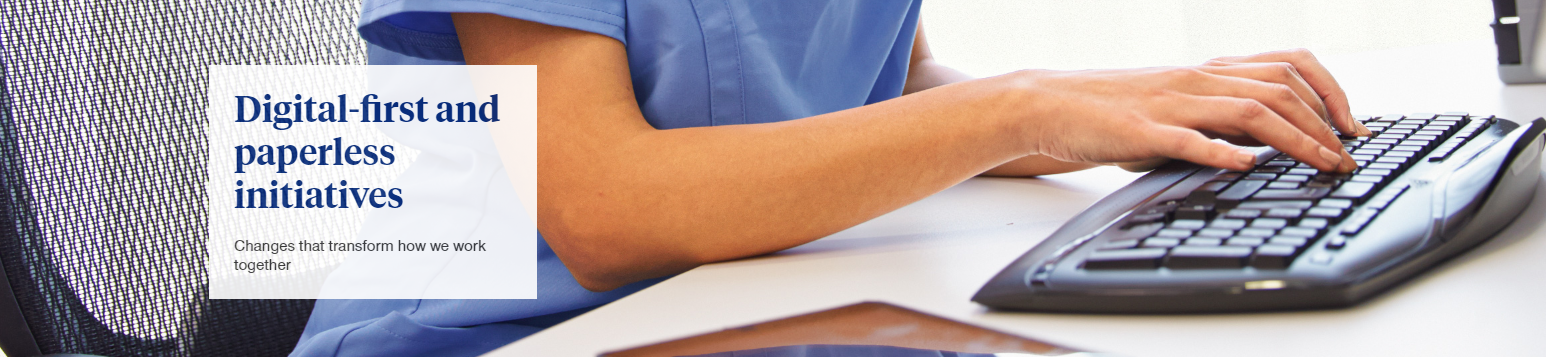 Digital-first and
paperless
initiatives
Changes that transform how we work
together